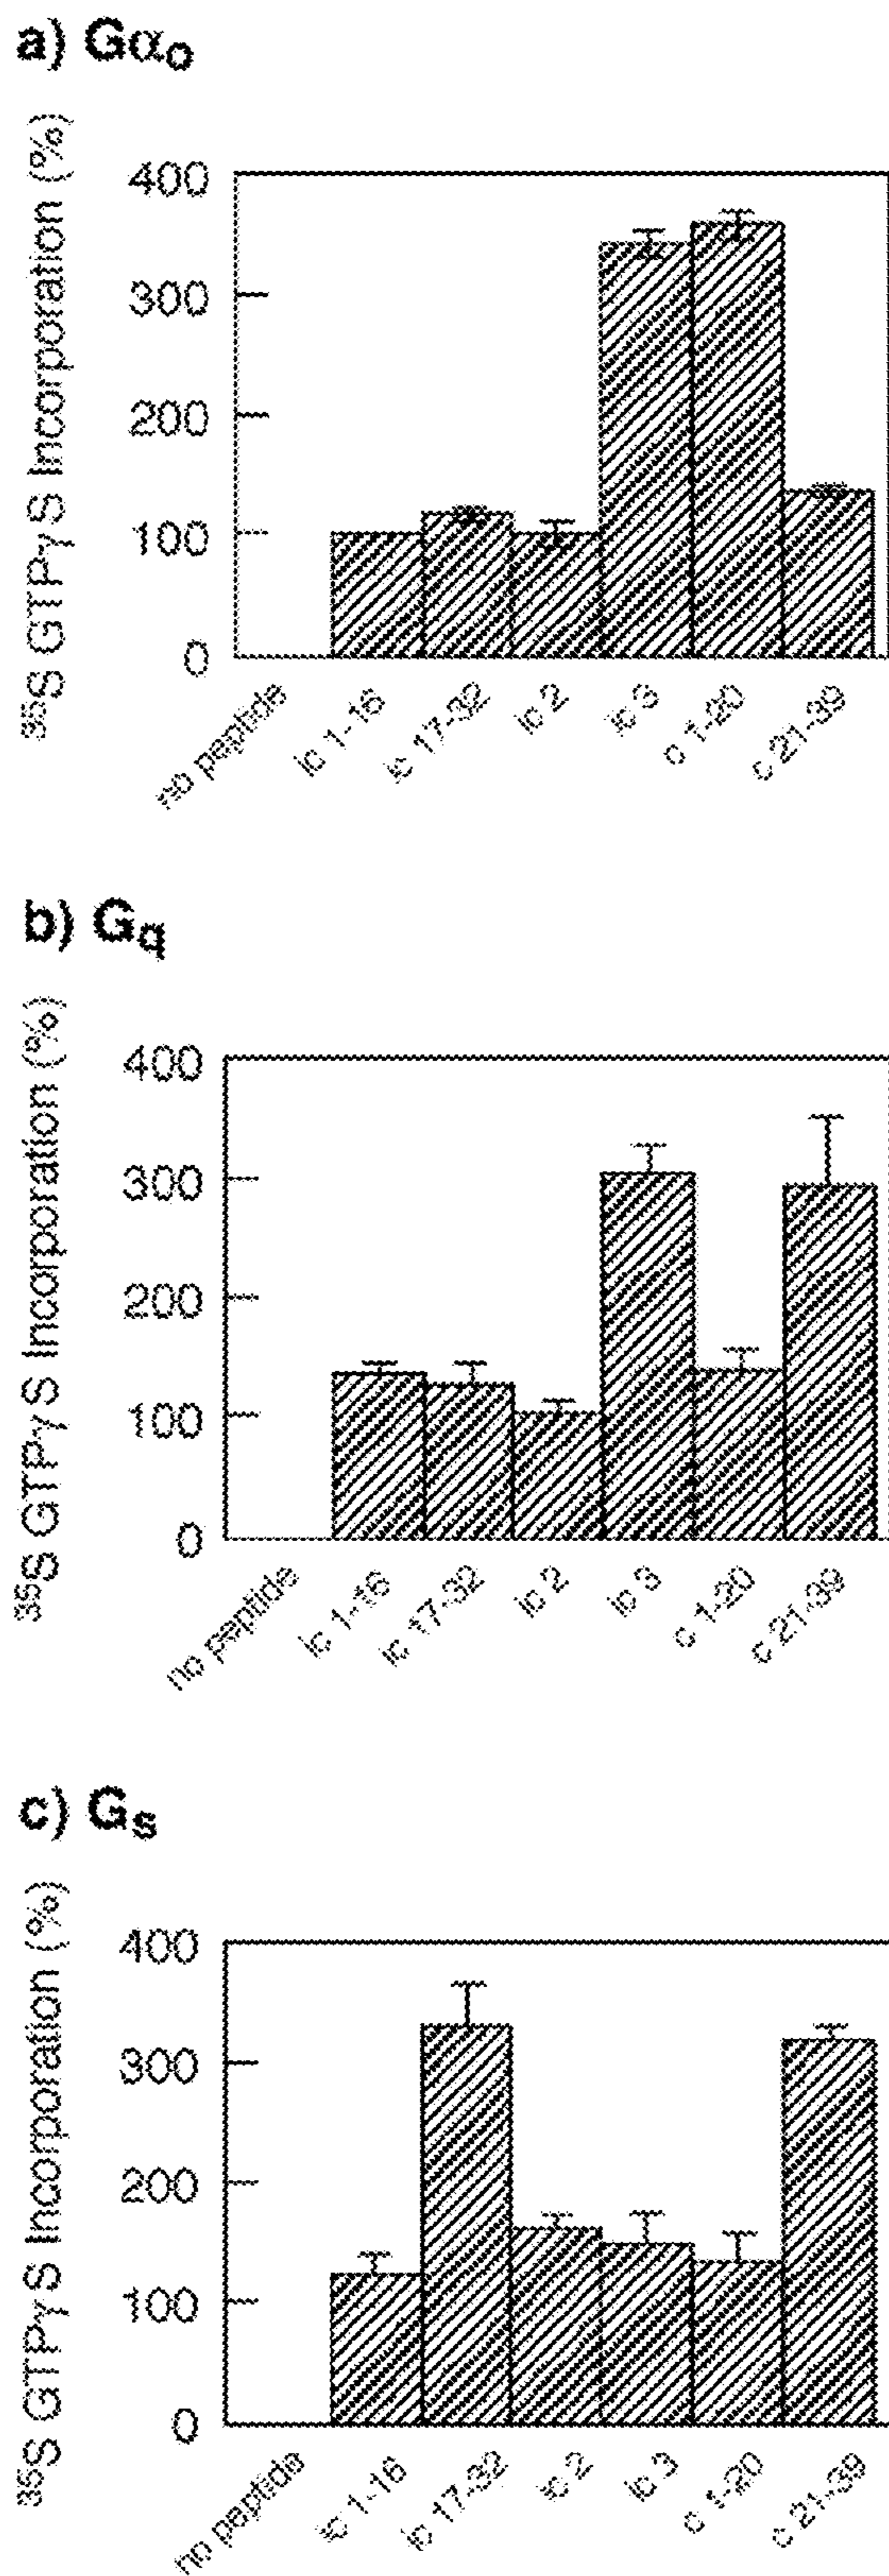 a) Gαo
35S GTPγS Incorporation (%)
400
300
200
100
0
no peptide
ic 1-16
ic 17-32
ic 2
ic 3
c 1-20
c 21-39
b) Gq
35S GTPγS Incorporation (%)
400
300
200
100
0
no peptide
ic 1-16
ic 17-32
ic 2
ic 3
c 1-20
c 21-39
c) Gs
35S GTPγS Incorporation (%)
400
300
200
100
0
no peptide
ic 1-16
ic 17-32
ic 2
ic 3
c 1-20
c 21-39